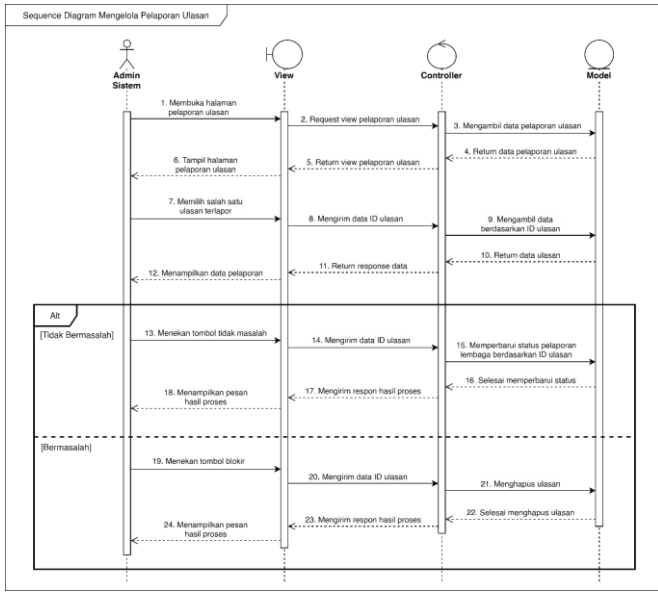 Sequence Diagram Mengelola Pelaporan Ulasan
Admin
Sistem
View
Controller
Model
1. Membuka halaman
pelaporan ulasan
2. Request view pelaporan ulasan
3. Mengambil data pelaporan ulasan
4. Return data pelaporan ulasan
5. Return view pelaporan ulasan
6. Tampil halaman
pelaporan ulasan
7. Memilih salah satu
ulasan terlapor
8. Mengirim data ID ulasan
9. Mengambil data
berdasarkan ID ulasan
10. Return data ulasan
11. Return response data
12. Menampilkan data pelaporan
Alt
[Tidak Bermasalah]
13. Menekan tombol tidak masalah
14. Mengirim data ID ulasan
15. Memperbarui status pelaporan
lembaga berdasarkan ID ulasan
16. Selesai memperbarui status
17. Mengirim respon hasil proses
18. Menampilkan pesan
hasil proses
[Bermasalah]
19. Menekan tombol blokir
20. Mengirim data ID ulasan
21. Menghapus ulasan
22. Selesai menghapus ulasan
23. Mengirim respon hasil proses
24. Menampilkan pesan
hasil proses